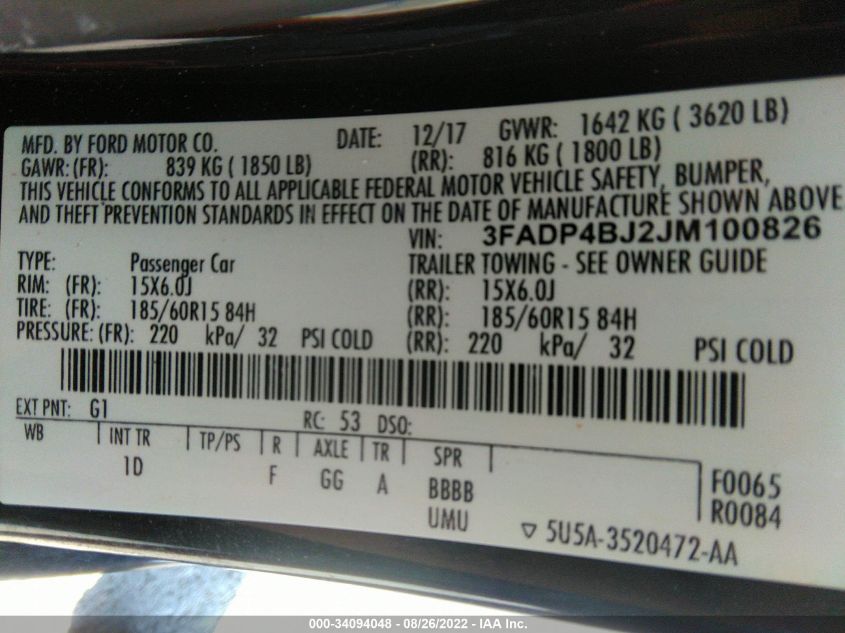 MFD. BY FORD MOTOR CO. DATE: 12/17 GVWR: 1642 KG ( 3620 LB)
GAWR: (FR): 839 KG ( 1850 LB) (RR): 816 KG ( 1800 LB)
THIS VEHICLE CONFORMS TO ALL APPLICABLE FEDERAL MOTOR VEHICLE SAFETY, BUMPER,
AND THEFT PREVENTION STANDARDS IN EFFECT ON THE DATE OF MANUFACTURE SHOWN ABOVE
VIN: 3FADP4BJ2JM100826
TYPE: Passenger Car TRAILER TOWING - SEE OWNER GUIDE
RIM: (FR): 15X6.0J (RR): 15X6.0J
TIRE: (FR): 185/60R15 84H (RR): 185/60R15 84H
PRESSURE: (FR): 220 kPa/ 32 PSI COLD (RR): 220 kPa/ 32 PSI COLD
EXT PNT: G1 RC: 53 DSO:
WB INT TR TP/PS R AXLE TR SPR
1D F GG A BBBB F0065
UMU R0084
▽ 5U5A-3520472-AA
000-34094048 - 08/26/2022 - IAA Inc.